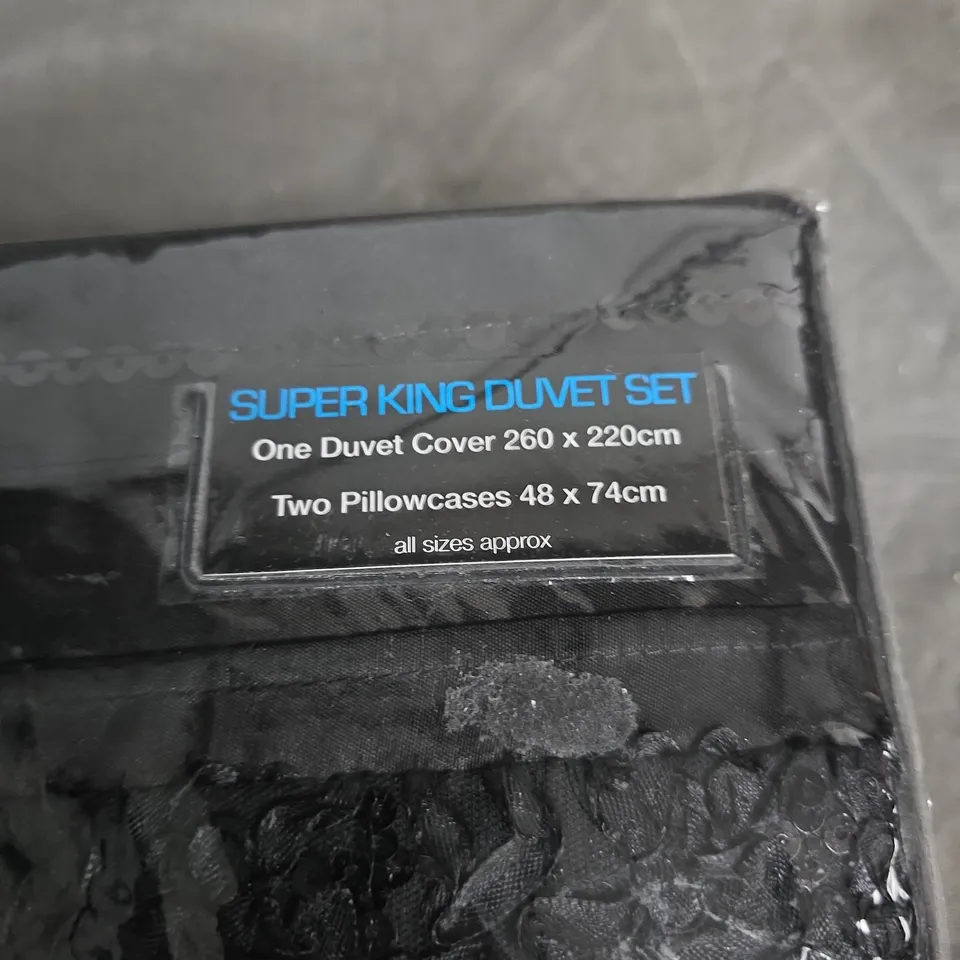 SUPER KING DUVET SET
One Duvet Cover 260 x 220cm
Two Pillowcases 48 x 74cm
all sizes approx